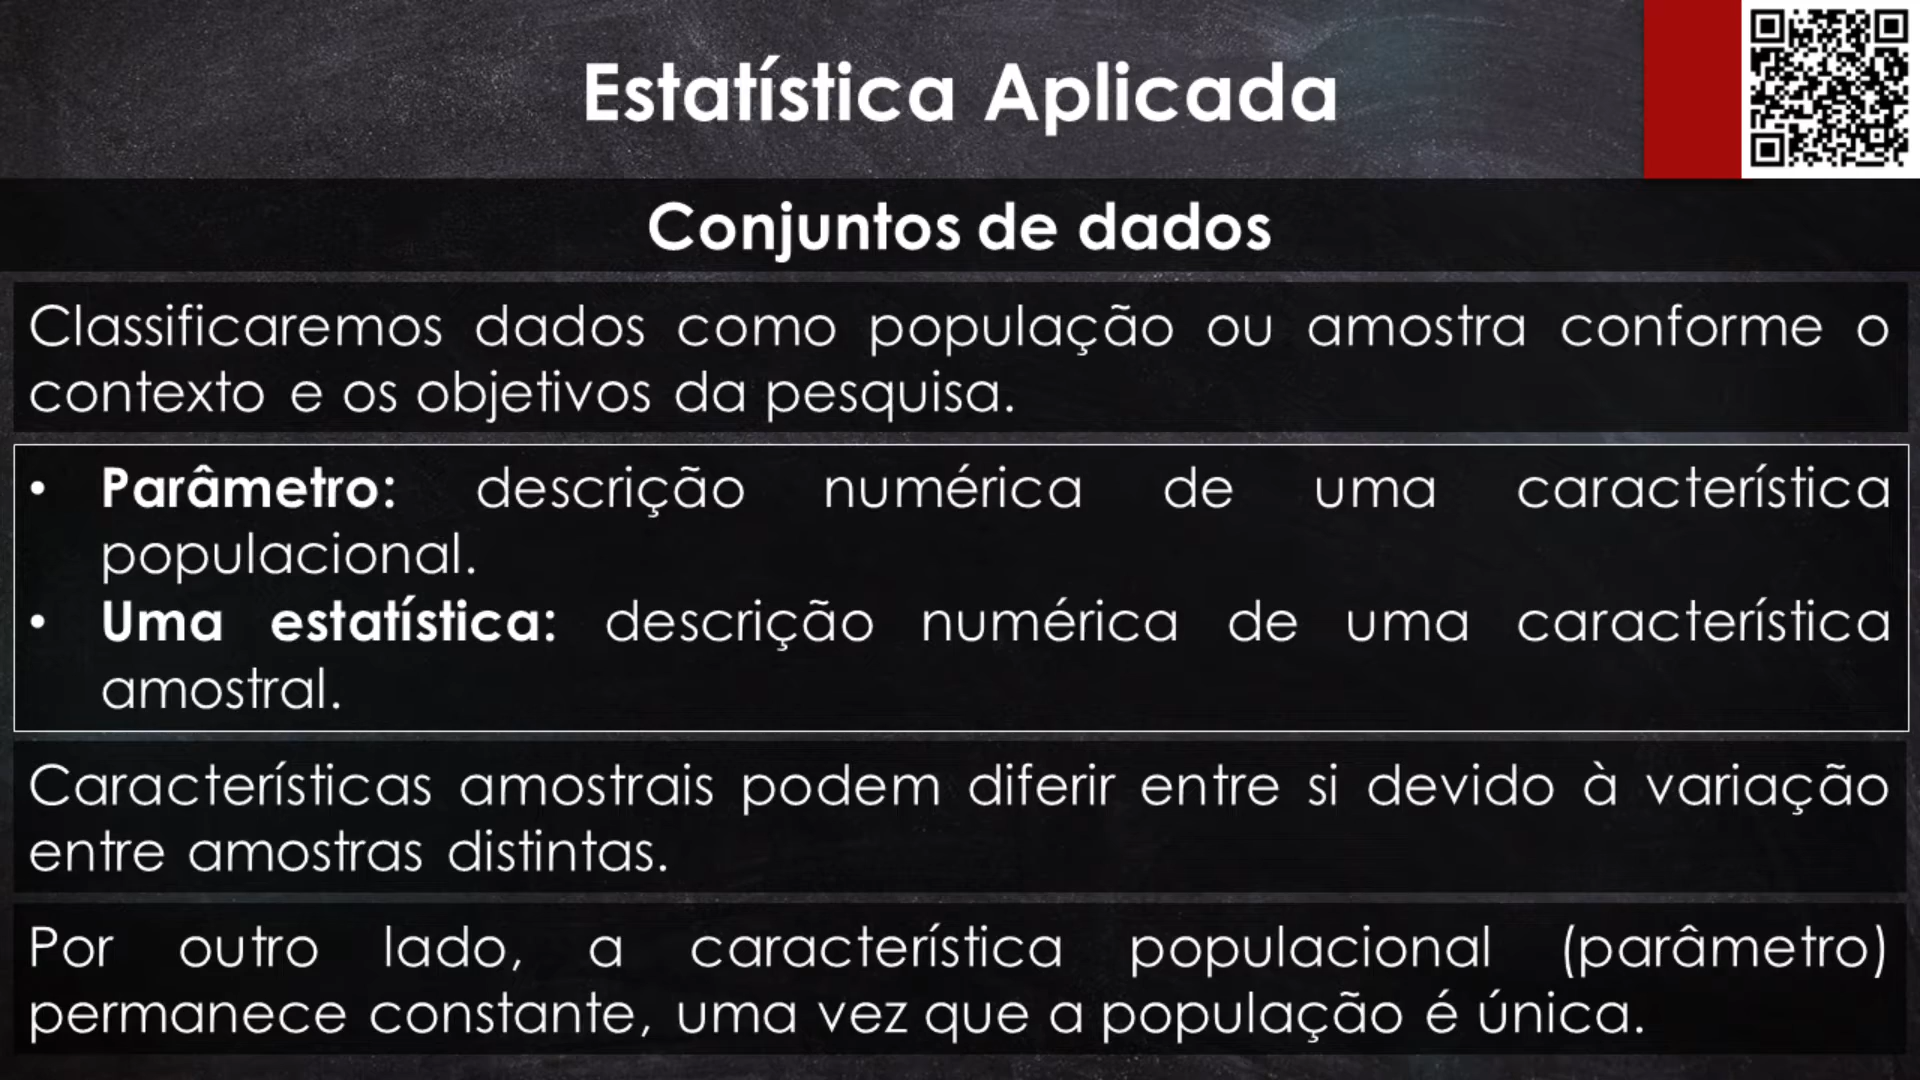 Estatística Aplicada
Conjuntos de dados
Classificaremos dados como população ou amostra conforme o
contexto e os objetivos da pesquisa.
• Parâmetro: descrição numérica de uma característica
populacional.
• Uma estatística: descrição numérica de uma característica
amostral.
Características amostrais podem diferir entre si devido à variação
entre amostras distintas.
Por outro lado, a característica populacional (parâmetro)
permanece constante, uma vez que a população é única.